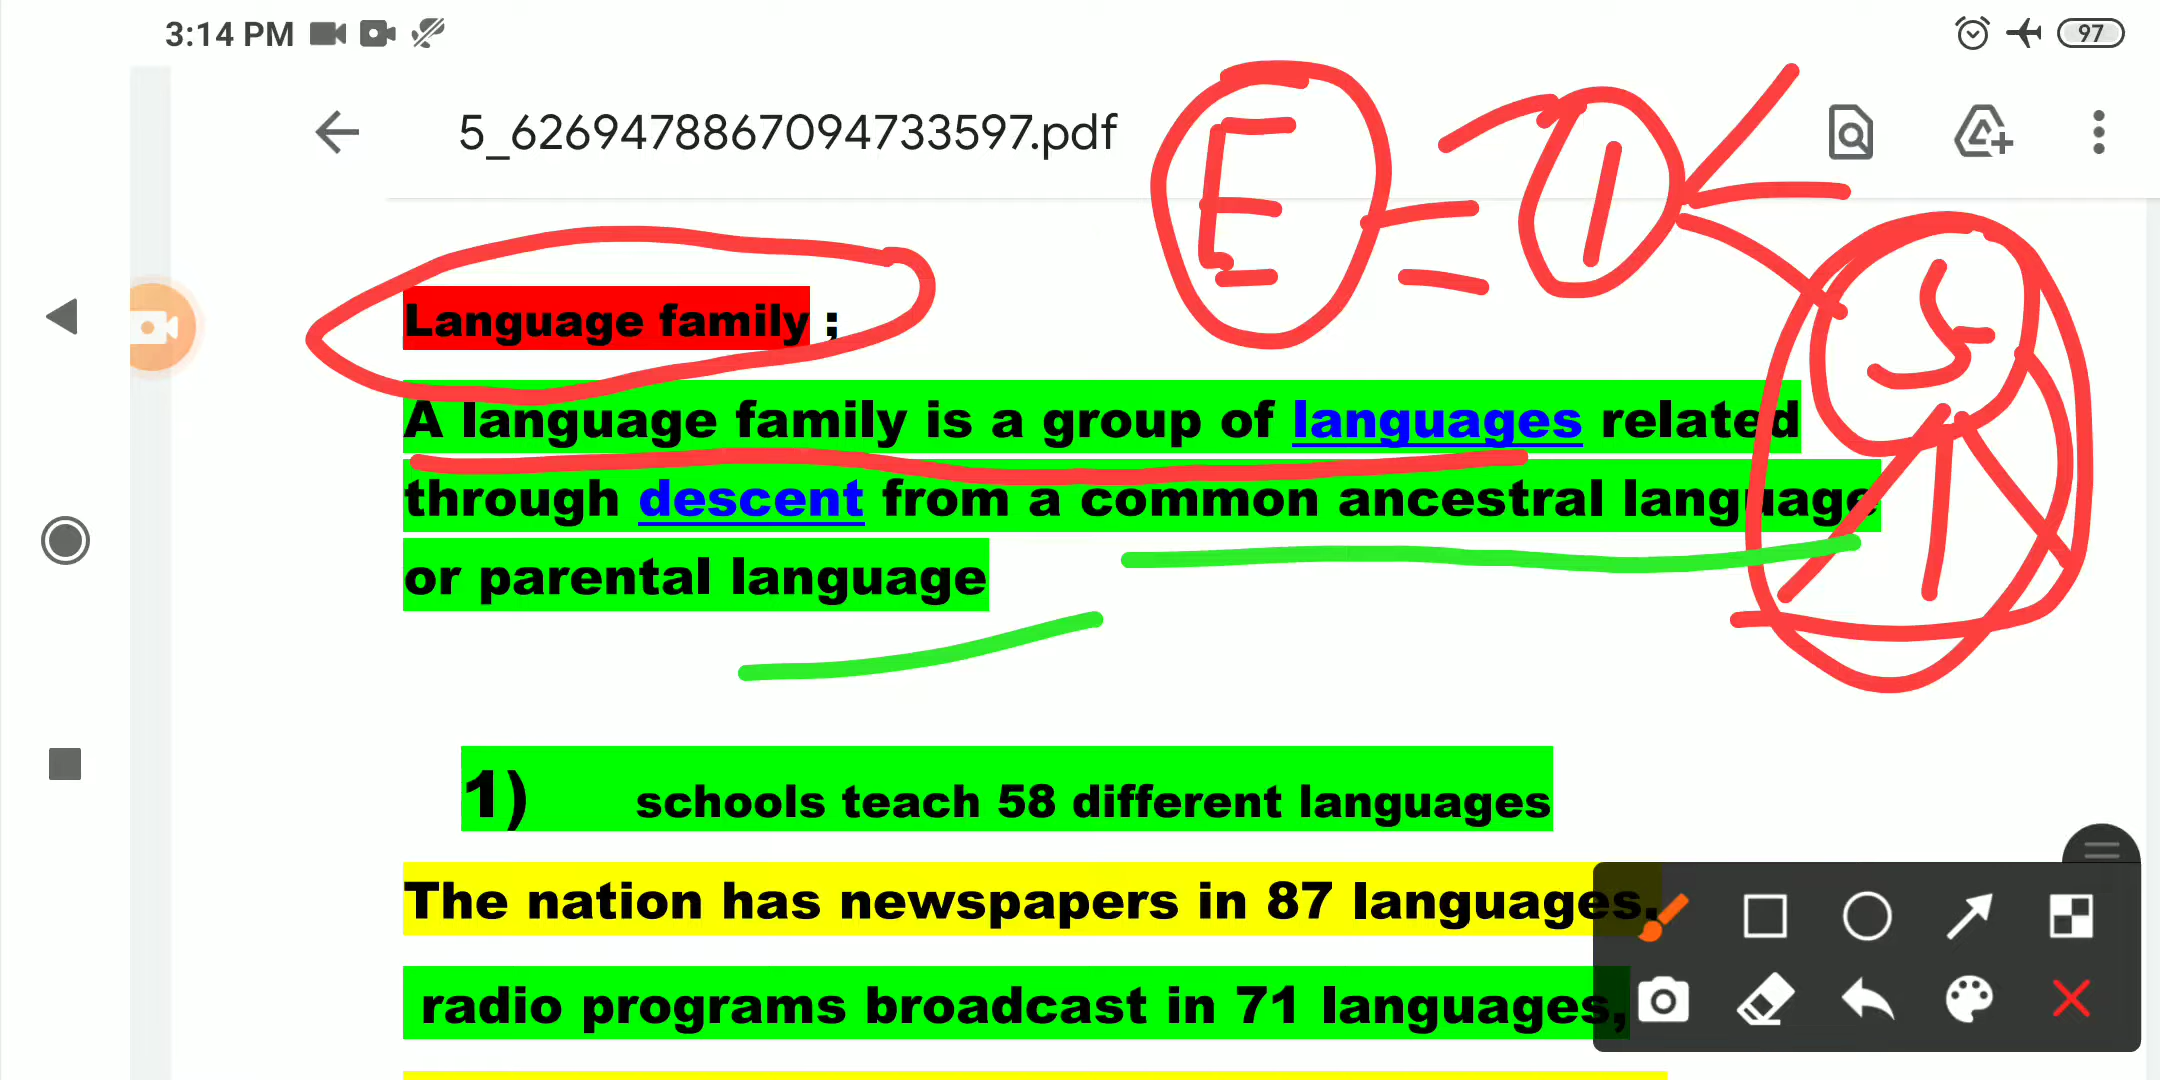 3:14 PM
97
5_6269478867094733597.pdf
E
1
S
Language family ;
A language family is a group of languages related
through descent from a common ancestral language
or parental language
1) schools teach 58 different languages
The nation has newspapers in 87 languages.
radio programs broadcast in 71 languages,